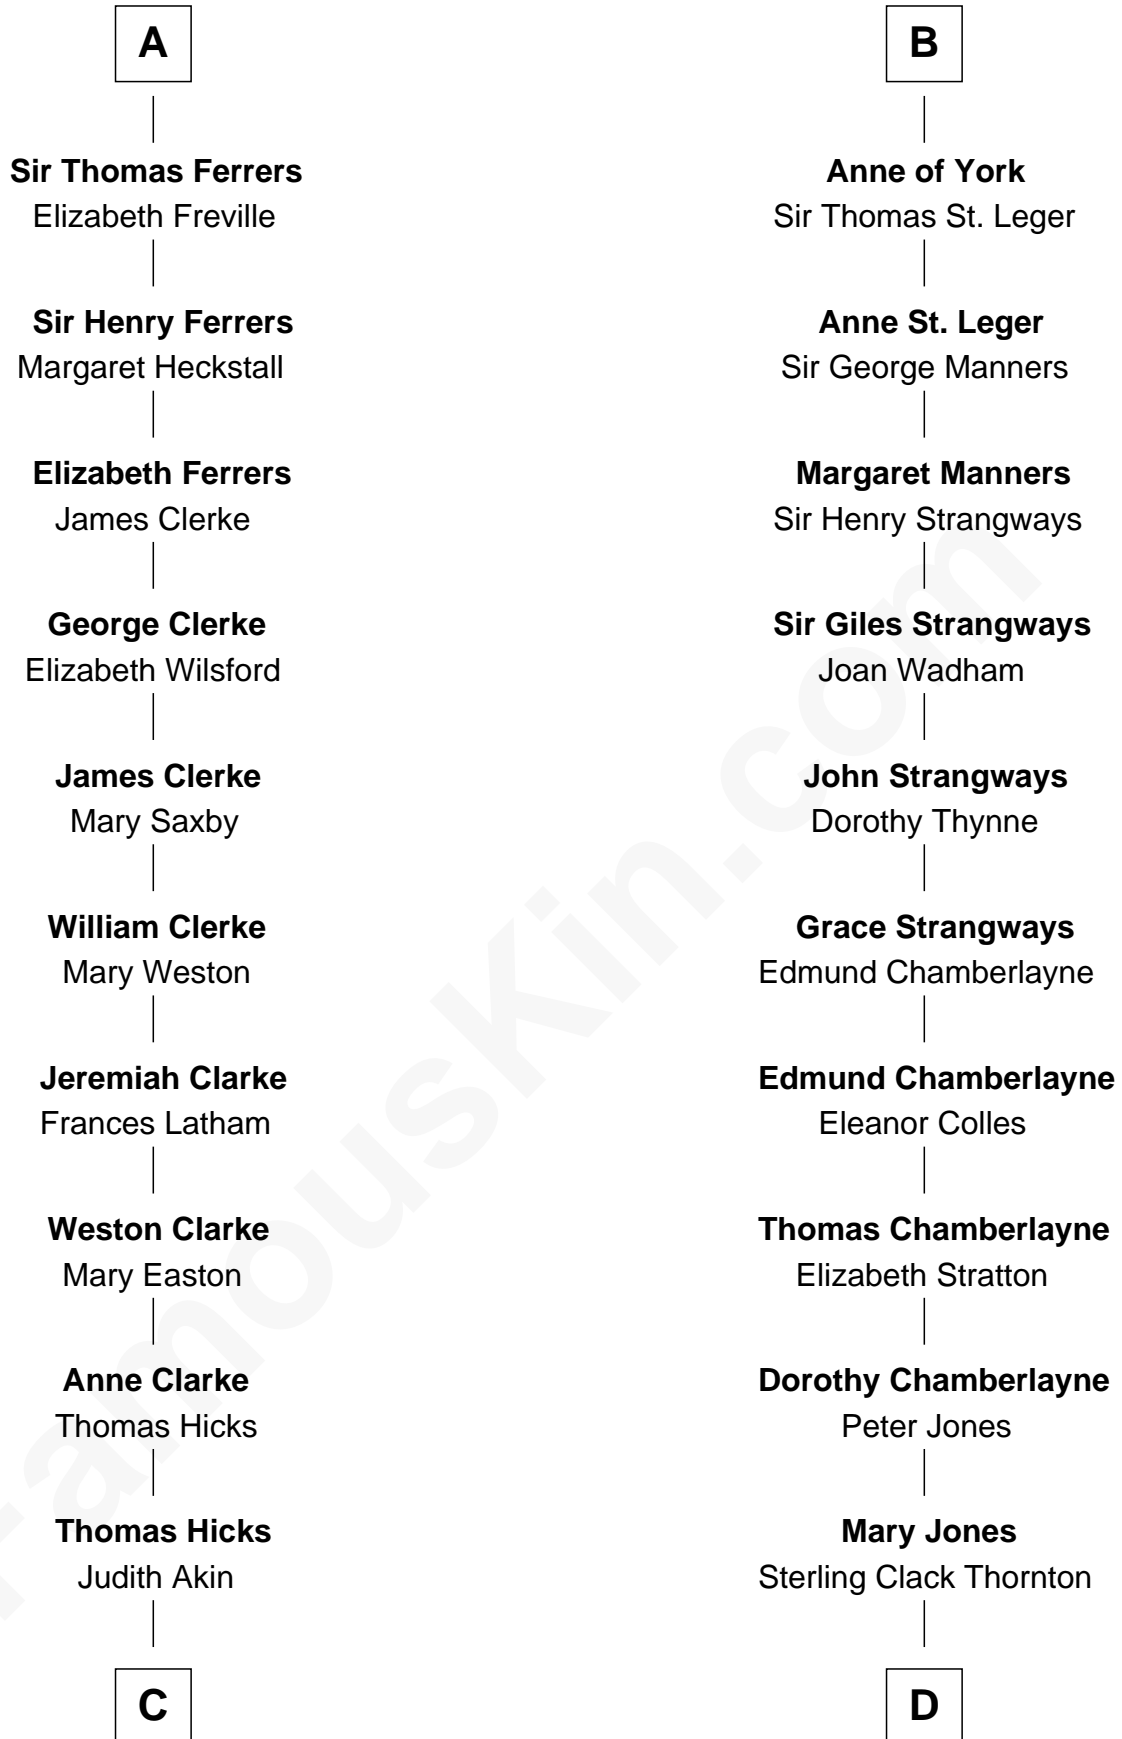 A
Sir Thomas Ferrers
Elizabeth Freville
Sir Henry Ferrers
Margaret Heckstall
Elizabeth Ferrers
James Clerke
George Clerke
Elizabeth Wilsford
James Clerke
Mary Saxby
William Clerke
Mary Weston
Jeremiah Clarke
Frances Latham
Weston Clarke
Mary Easton
Anne Clarke
Thomas Hicks
Thomas Hicks
Judith Akin
C
B
Anne of York
Sir Thomas St. Leger
Anne St. Leger
Sir George Manners
Margaret Manners
Sir Henry Strangways
Sir Giles Strangways
Joan Wadham
John Strangways
Dorothy Thynne
Grace Strangways
Edmund Chamberlayne
Edmund Chamberlayne
Eleanor Colles
Thomas Chamberlayne
Elizabeth Stratton
Dorothy Chamberlayne
Peter Jones
Mary Jones
Sterling Clack Thornton
D
FamousKin.com